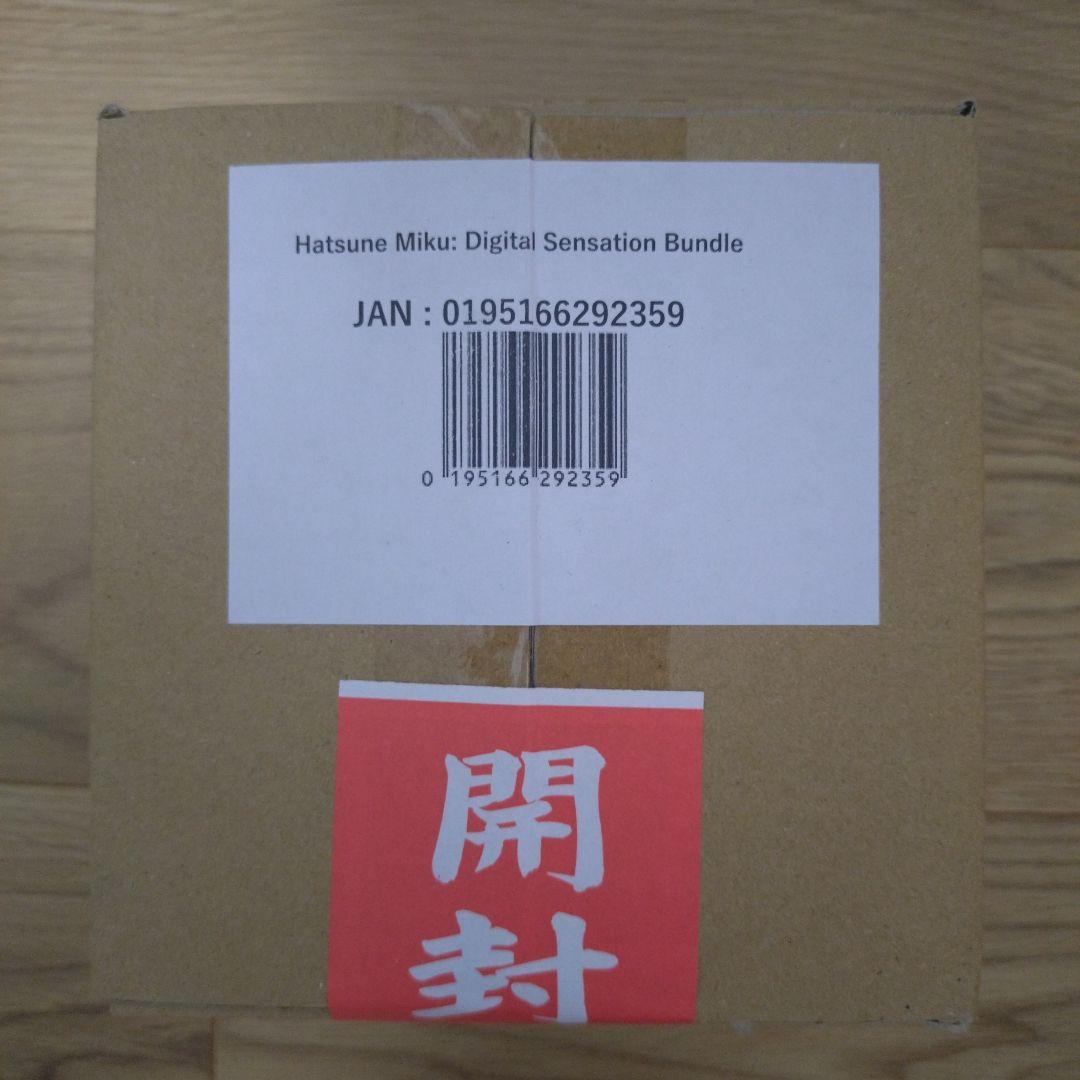 Hatsune Miku: Digital Sensation Bundle
JAN : 0195166292359
0 195166 292359
開
封